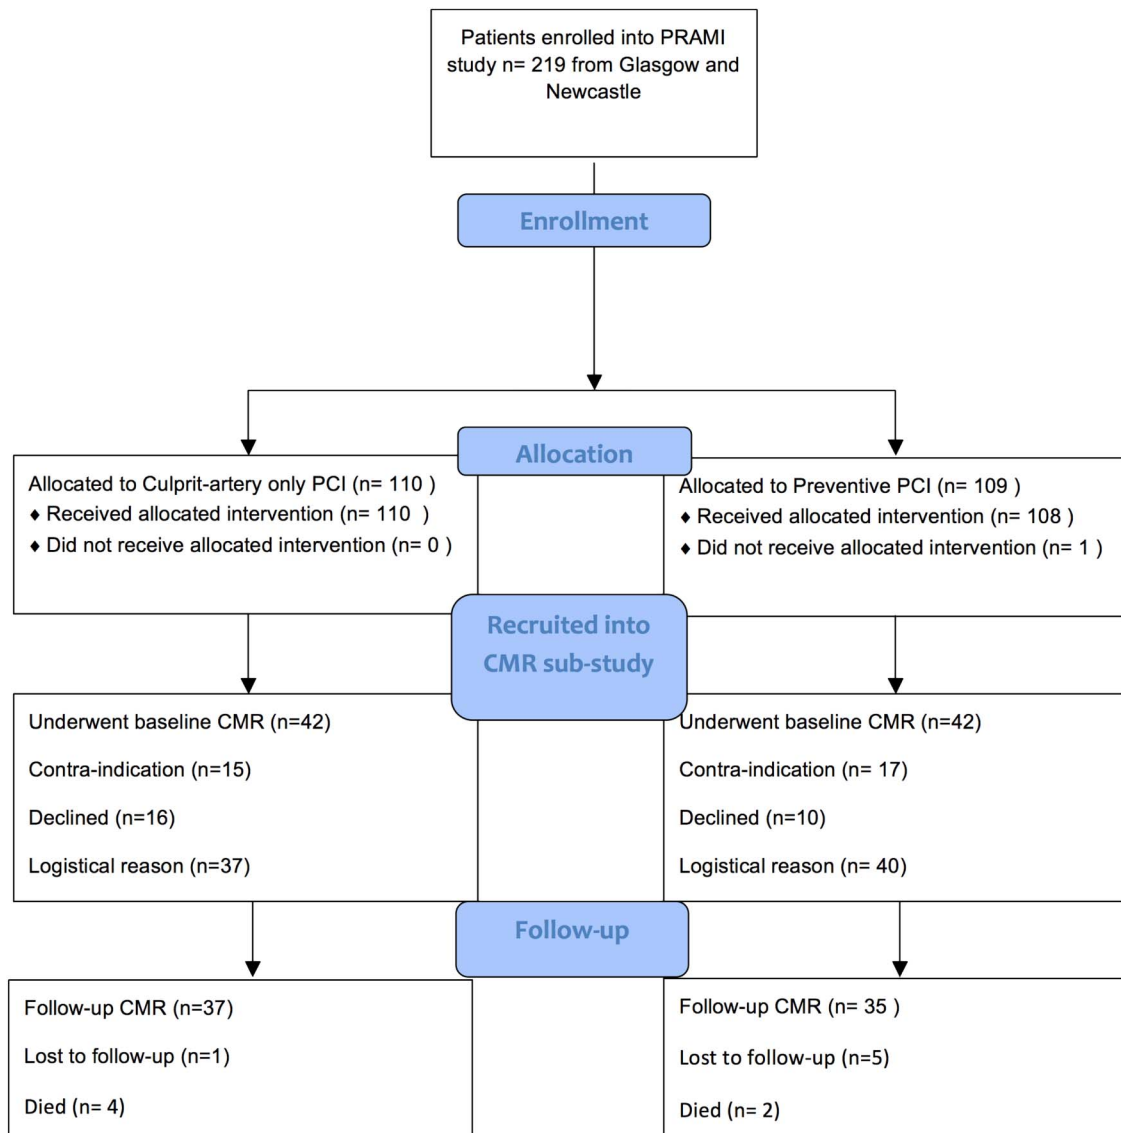 Patients enrolled into PRAMI
study n= 219 from Glasgow and
Newcastle
Enrollment
Allocation
Allocated to Culprit-artery only PCI (n= 110 )
♦ Received allocated intervention (n= 110 )
♦ Did not receive allocated intervention (n= 0 )
Allocated to Preventive PCI (n= 109 )
♦ Received allocated intervention (n= 108 )
♦ Did not receive allocated intervention (n= 1 )
Recruited into
CMR sub-study
Underwent baseline CMR (n=42)
Contra-indication (n=15)
Declined (n=16)
Logistical reason (n=37)
Underwent baseline CMR (n=42)
Contra-indication (n= 17)
Declined (n=10)
Logistical reason (n= 40)
Follow-up
Follow-up CMR (n=37)
Lost to follow-up (n=1)
Died (n= 4)
Follow-up CMR (n= 35 )
Lost to follow-up (n=5)
Died (n= 2)